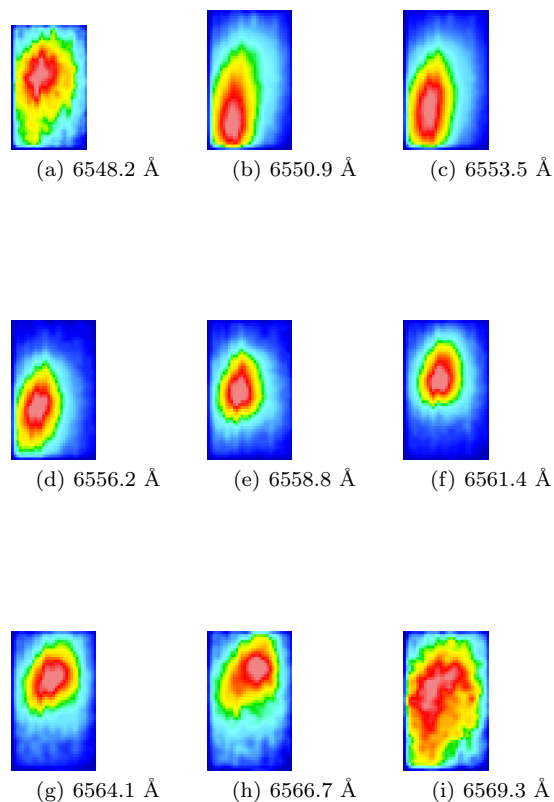 (a) 6548.2 Å
(b) 6550.9 Å
(c) 6553.5 Å
(d) 6556.2 Å
(e) 6558.8 Å
(f) 6561.4 Å
(g) 6564.1 Å
(h) 6566.7 Å
(i) 6569.3 Å